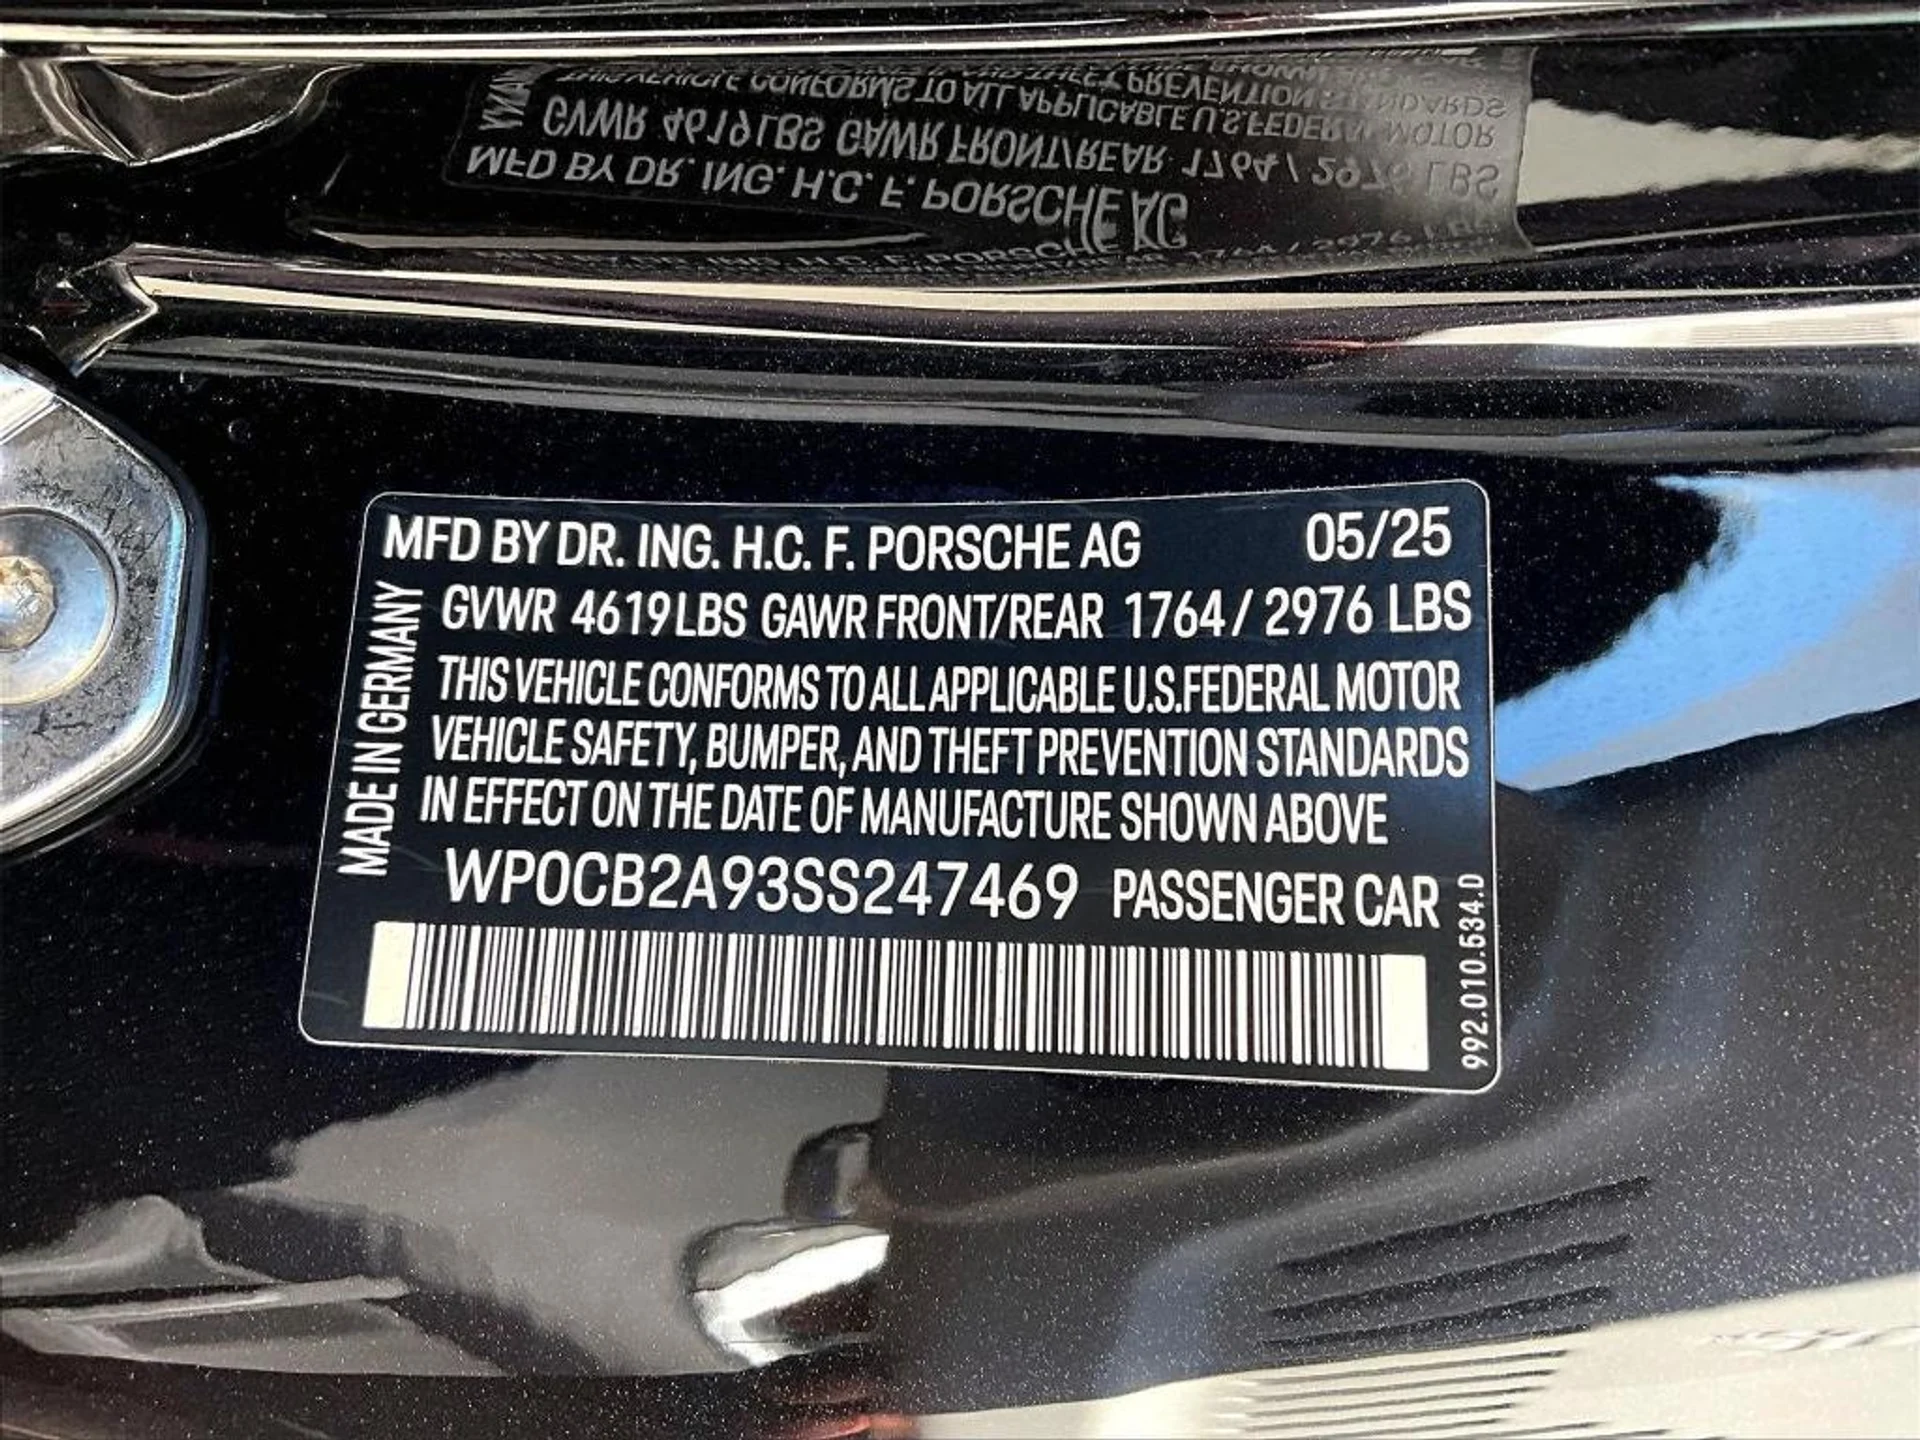 MFD BY DR. ING. H.C. F. PORSCHE AG 05/25
GVWR 4619LBS GAWR FRONT/REAR 1764 / 2976 LBS
THIS VEHICLE CONFORMS TO ALL APPLICABLE U.S.FEDERAL MOTOR
VEHICLE SAFETY, BUMPER, AND THEFT PREVENTION STANDARDS
IN EFFECT ON THE DATE OF MANUFACTURE SHOWN ABOVE
WP0CB2A93SS247469 PASSENGER CAR
MADE IN GERMANY
992.010.534.D